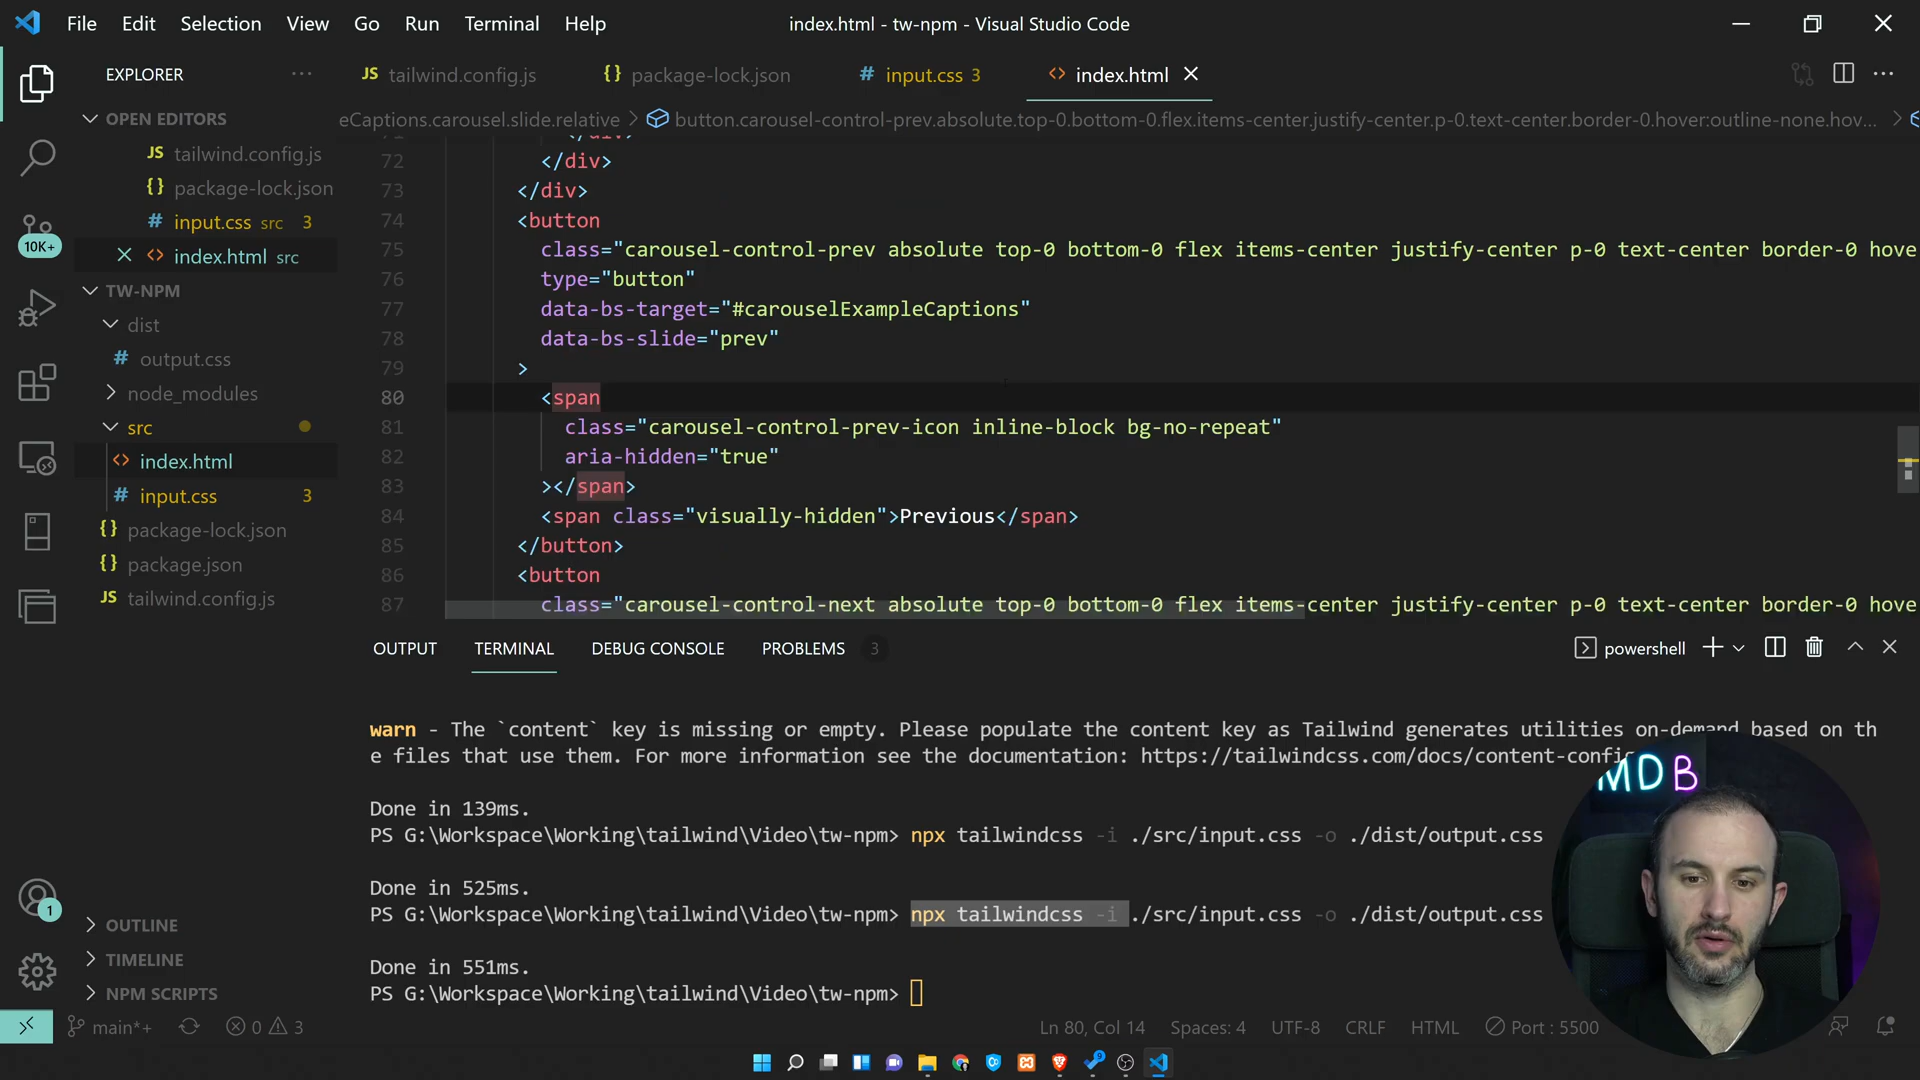 File Edit Selection View Go Run Terminal Help
index.html - tw-npm - Visual Studio Code
EXPLORER
JS tailwind.config.js
{} package-lock.json
# input.css 3
<> index.html
OPEN EDITORS
JS tailwind.config.js
{} package-lock.json
# input.css src 3
<> index.html src
TW-NPM
dist
# output.css
node_modules
src
<> index.html
# input.css 3
{} package-lock.json
{} package.json
JS tailwind.config.js
10K+
1
OUTLINE
TIMELINE
NPM SCRIPTS
eCaptions.carousel.slide.relative > button.carousel-control-prev.absolute.top-0.bottom-0.flex.items-center.justify-center.p-0.text-center.border-0.hover:outline-none.hov...
72 </div>
73 </div>
74 <button
75 class="carousel-control-prev absolute top-0 bottom-0 flex items-center justify-center p-0 text-center border-0 hove
76 type="button"
77 data-bs-target="#carouselExampleCaptions"
78 data-bs-slide="prev"
79 >
80 <span
81 class="carousel-control-prev-icon inline-block bg-no-repeat"
82 aria-hidden="true"
83 ></span>
84 <span class="visually-hidden">Previous</span>
85 </button>
86 <button
87 class="carousel-control-next absolute top-0 bottom-0 flex items-center justify-center p-0 text-center border-0 hove
OUTPUT TERMINAL DEBUG CONSOLE PROBLEMS 3
powershell
warn - The `content` key is missing or empty. Please populate the content key as Tailwind generates utilities on-demand based on th
e files that use them. For more information see the documentation: https://tailwindcss.com/docs/content-config
Done in 139ms.
PS G:\Workspace\Working\tailwind\Video\tw-npm> npx tailwindcss -i ./src/input.css -o ./dist/output.css
Done in 525ms.
PS G:\Workspace\Working\tailwind\Video\tw-npm> npx tailwindcss -i ./src/input.css -o ./dist/output.css
Done in 551ms.
PS G:\Workspace\Working\tailwind\Video\tw-npm>
MDB
main*+
0 3
Ln 80, Col 14
Spaces: 4
UTF-8
CRLF
HTML
Port : 5500
9